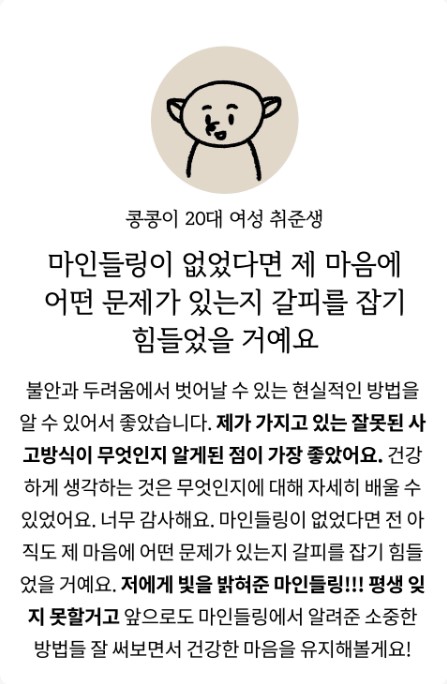 콩콩이 20대 여성 취준생
마인들링이 없었다면 제 마음에
어떤 문제가 있는지 갈피를 잡기
힘들었을 거예요
불안과 두려움에서 벗어날 수 있는 현실적인 방법을
알 수 있어서 좋았습니다. 제가 가지고 있는 잘못된 사
고방식이 무엇인지 알게된 점이 가장 좋았어요. 건강
하게 생각하는 것은 무엇인지에 대해 자세히 배울 수
있었어요. 너무 감사해요. 마인들링이 없었다면 전 아
직도 제 마음에 어떤 문제가 있는지 갈피를 잡기 힘들
었을 거예요. 저에게 빛을 밝혀준 마인들링!!! 평생 잊
지 못할거고 앞으로도 마인들링에서 알려준 소중한
방법들 잘 써보면서 건강한 마음을 유지해볼게요!